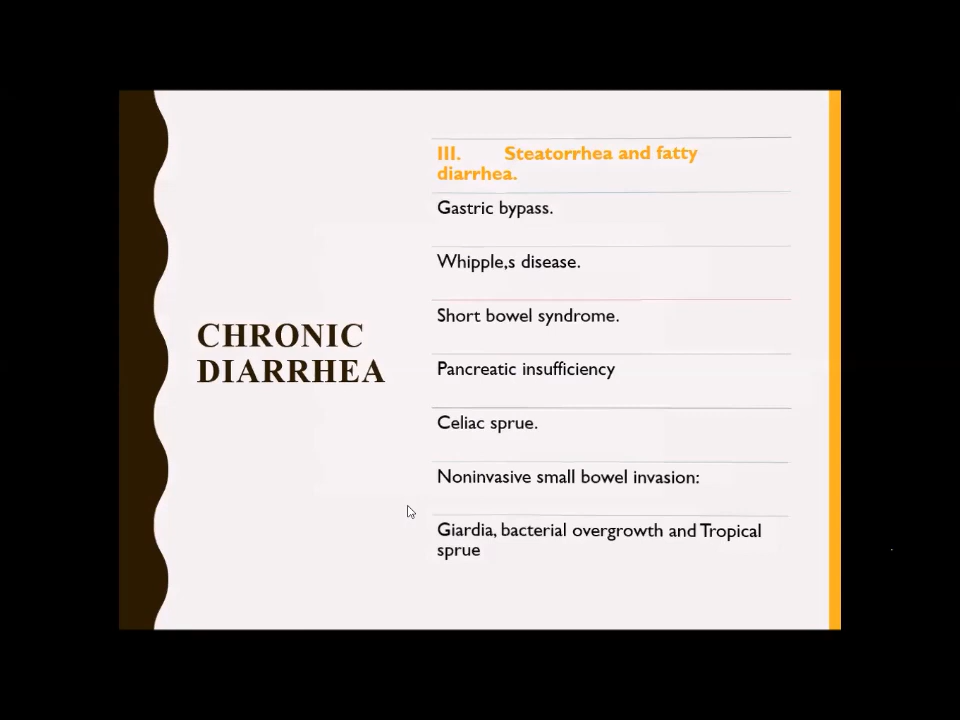 CHRONIC
DIARRHEA
III. Steatorrhea and fatty
diarrhea.
Gastric bypass.
Whipple,s disease.
Short bowel syndrome.
Pancreatic insufficiency
Celiac sprue.
Noninvasive small bowel invasion:
Giardia, bacterial overgrowth and Tropical
sprue